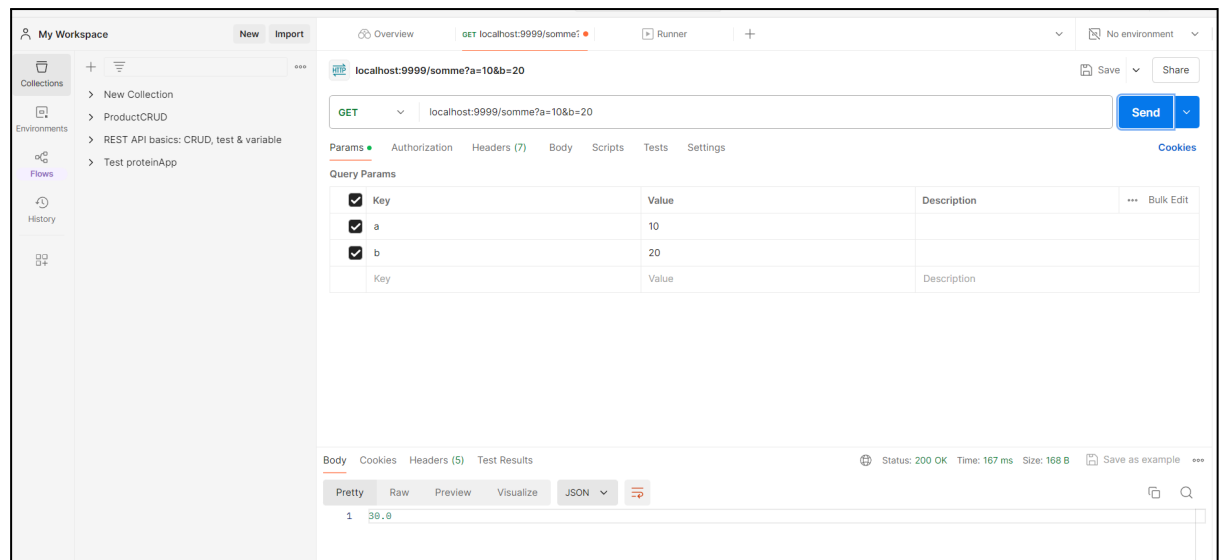 My Workspace New Import
Overview GET localhost:9999/somme? Runner No environment
Collections
Environments
Flows
History
New Collection
ProductCRUD
REST API basics: CRUD, test & variable
Test proteinApp
HTTP localhost:9999/somme?a=10&b=20 Save Share
GET localhost:9999/somme?a=10&b=20 Send
Params Authorization Headers (7) Body Scripts Tests Settings Cookies
Query Params
Key Value Description Bulk Edit
a 10
b 20
Key Value Description
Body Cookies Headers (5) Test Results Status: 200 OK Time: 167 ms Size: 168 B Save as example
Pretty Raw Preview Visualize JSON
1 30.0